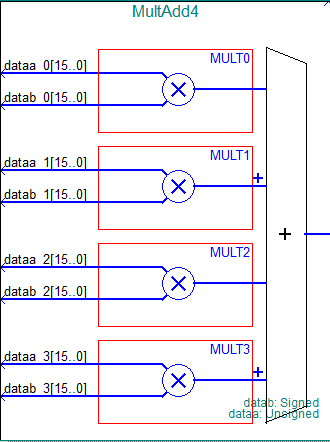 MultAdd4
MULT0
dataa_0[15..0]
datab_0[15..0]
MULT1
dataa_1[15..0]
+
datab_1[15..0]
MULT2
dataa_2[15..0]
+
datab_2[15..0]
MULT3
dataa_3[15..0]
+
datab_3[15..0]
datab: Signed
dataa: Unsigned